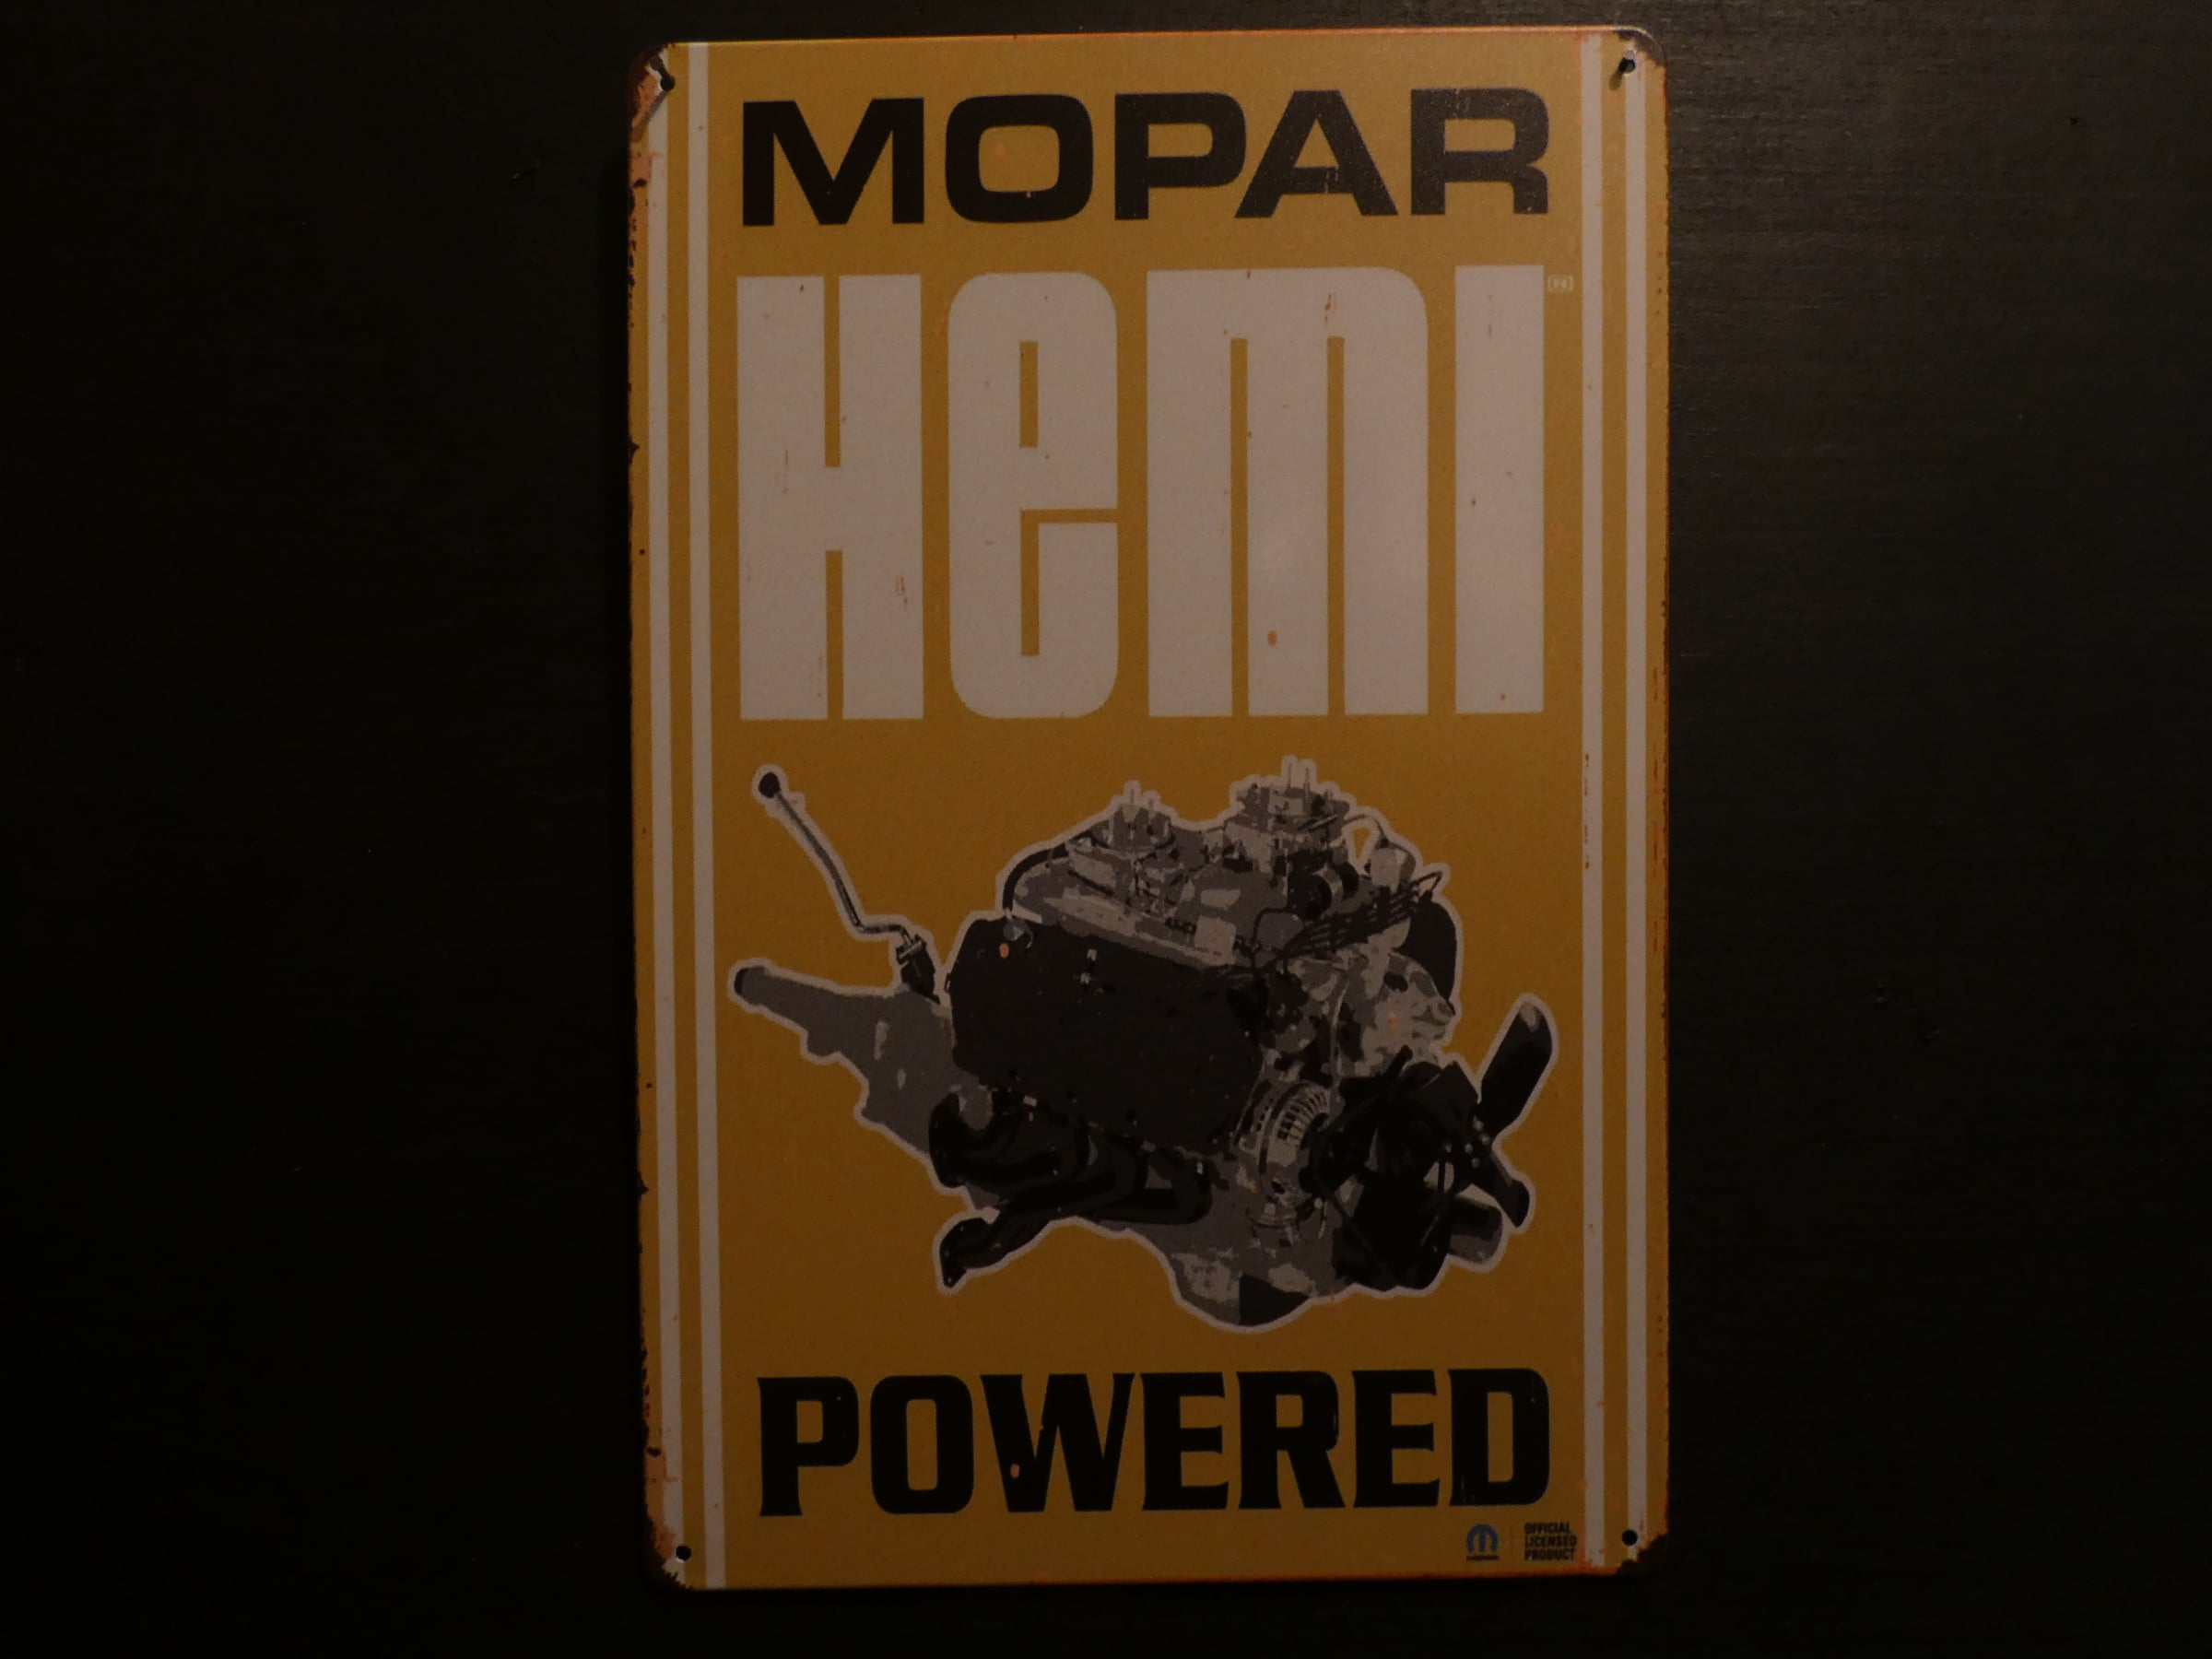 MOPAR
HEMI
POWERED
OFFICIAL
LICENSED
PRODUCT